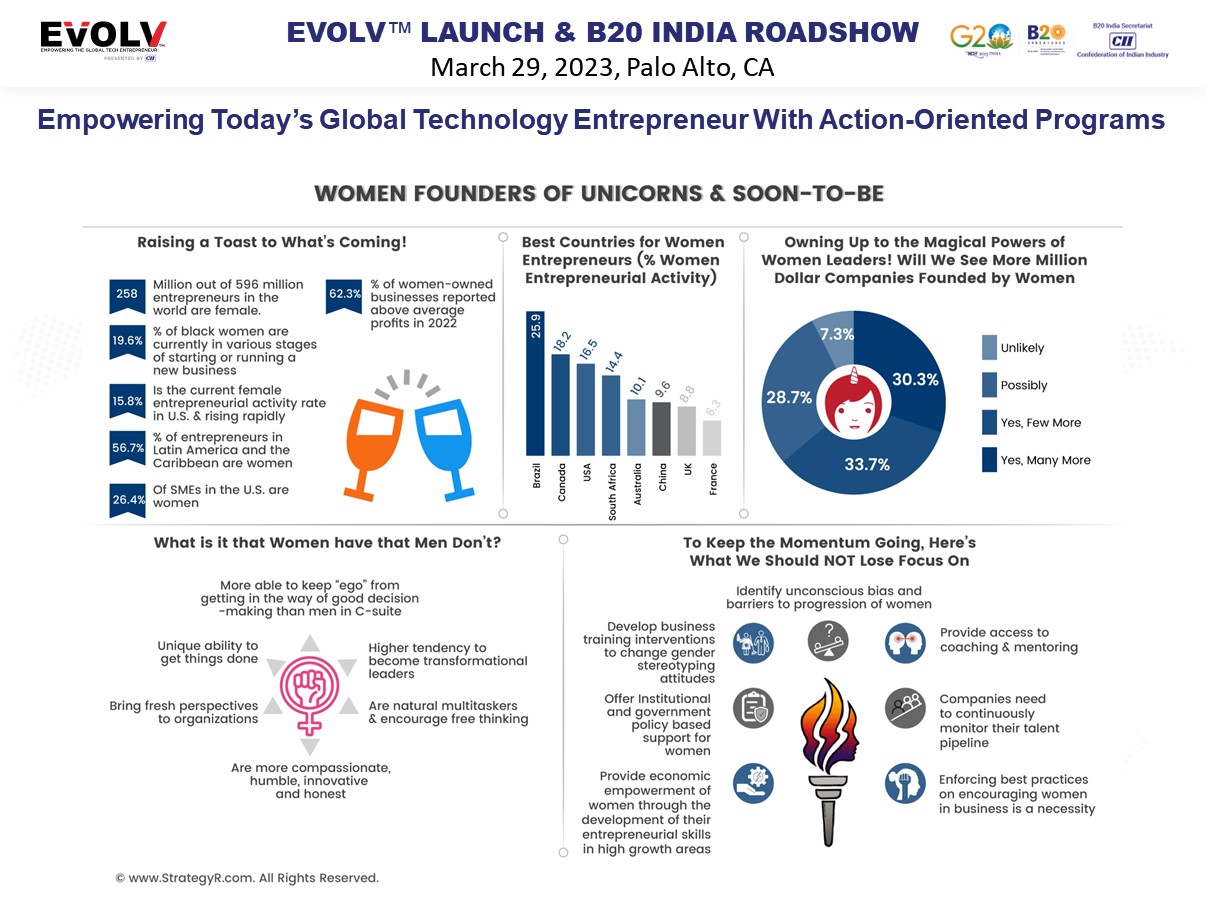 EVOLV™
EMPOWERING THE GLOBAL TECH ENTREPRENEUR
PRESENTED BY CII
EVOLV™ LAUNCH & B20 INDIA ROADSHOW
March 29, 2023, Palo Alto, CA
G20
B20
B20 India Secretariat
CII
Confederation of Indian Industry
Empowering Today's Global Technology Entrepreneur With Action-Oriented Programs
WOMEN FOUNDERS OF UNICORNS & SOON-TO-BE
Raising a Toast to What's Coming!
258
Million out of 596 million
entrepreneurs in the
world are female.
19.6%
% of black women are
currently in various stages
of starting or running a
new business
15.8%
Is the current female
entrepreneurial activity rate
in U.S. & rising rapidly
56.7%
% of entrepreneurs in
Latin America and the
Caribbean are women
26.4%
Of SMEs in the U.S. are
women
62.3%
% of women-owned
businesses reported
above average
profits in 2022
Best Countries for Women
Entrepreneurs (% Women
Entrepreneurial Activity)
25.9
18.2
16.5
14.4
10.1
9.6
8.8
6.3
Brazil
Canada
USA
South Africa
Australia
China
UK
France
Owning Up to the Magical Powers of
Women Leaders! Will We See More Million
Dollar Companies Founded by Women
7.3%
30.3%
28.7%
33.7%
Unlikely
Possibly
Yes, Few More
Yes, Many More
What is it that Women have that Men Don't?
More able to keep "ego" from
getting in the way of good decision
-making than men in C-suite
Unique ability to
get things done
Higher tendency to
become transformational
leaders
Bring fresh perspectives
to organizations
Are natural multitaskers
& encourage free thinking
Are more compassionate,
humble, innovative
and honest
To Keep the Momentum Going, Here's
What We Should NOT Lose Focus On
Identify unconscious bias and
barriers to progression of women
?
Develop business
training interventions
to change gender
stereotyping
attitudes
Provide access to
coaching & mentoring
Offer Institutional
and government
policy based
support for
women
Companies need
to continuously
monitor their talent
pipeline
Provide economic
empowerment of
women through the
development of their
entrepreneurial skills
in high growth areas
Enforcing best practices
on encouraging women
in business is a necessity
© www.StrategyR.com. All Rights Reserved.